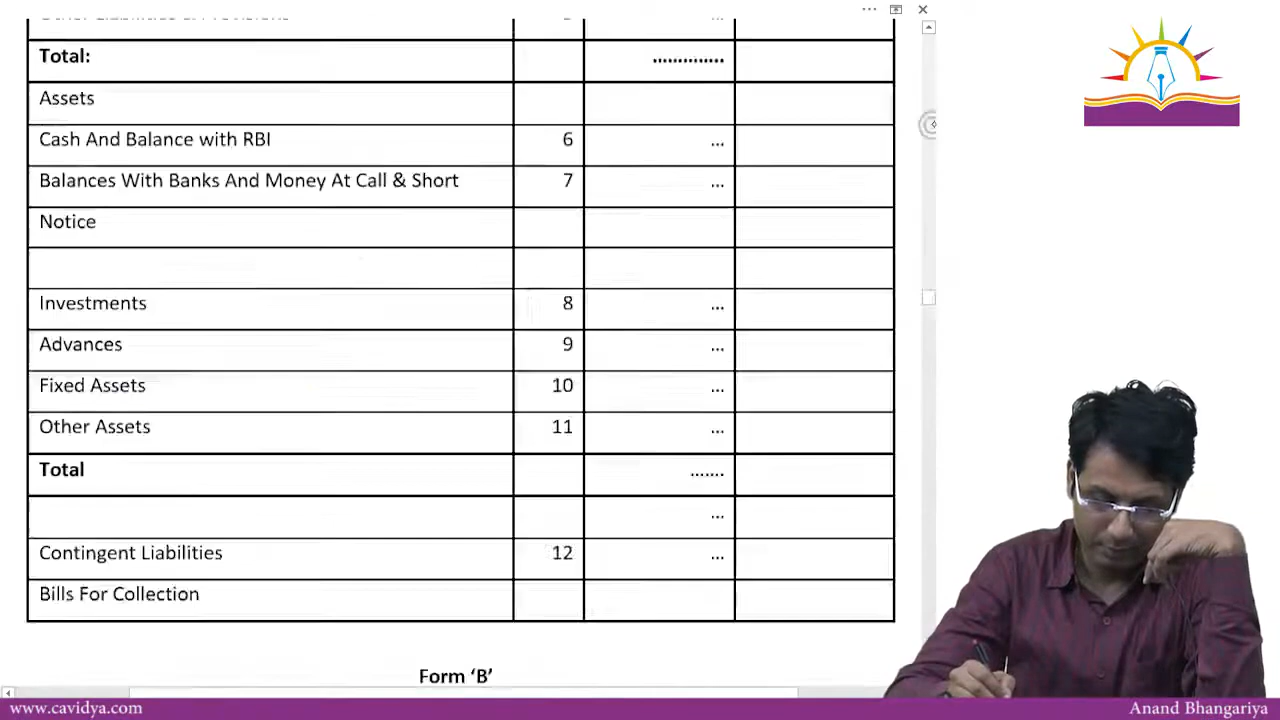 Total: ..............
Assets
Cash And Balance with RBI 6 ...
Balances With Banks And Money At Call & Short 7 ...
Notice
Investments 8 ...
Advances 9 ...
Fixed Assets 10 ...
Other Assets 11 ...
Total .......
...
Contingent Liabilities 12 ...
Bills For Collection
Form ‘B’
www.cavidya.com Anand Bhangariya